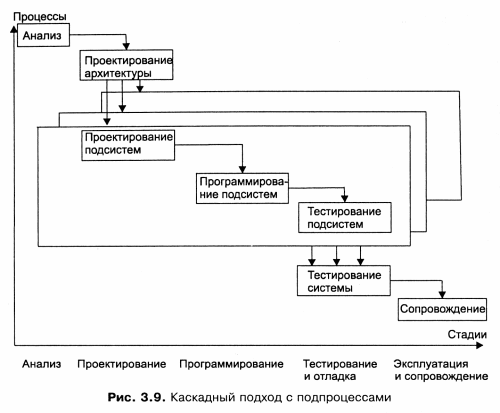 Процессы
Анализ
Проектирование
архитектуры
Проектирование
подсистем
Программирова-
ние подсистем
Тестирование
подсистем
Тестирование
системы
Сопровождение
Стадии
Анализ Проектирование Программирование Тестирование Эксплуатация
и отладка и сопровождение
Рис. 3.9. Каскадный подход с подпроцессами